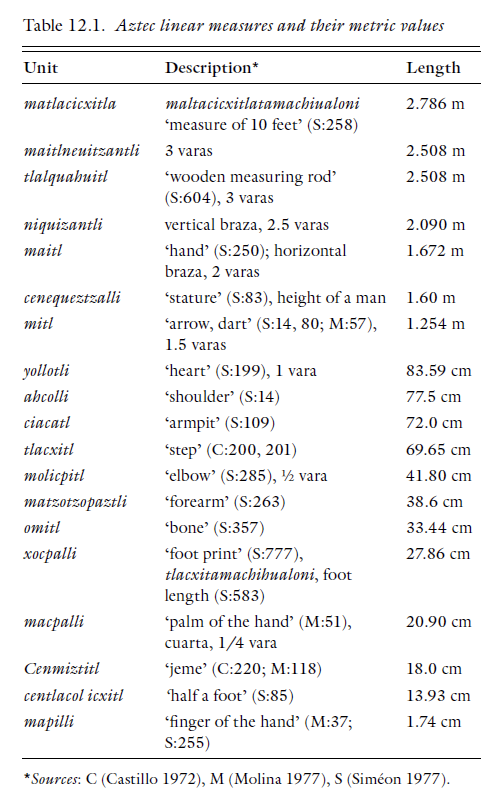 Table 12.1. Aztec linear measures and their metric values
Unit Description* Length
matlacicxitla maltacicxitlatamachiualoni 2.786 m
‘measure of 10 feet’ (S:258)
maitlneuitzantli 3 varas 2.508 m
tlalquahuitl ‘wooden measuring rod’ 2.508 m
(S:604), 3 varas
niquizantli vertical braza, 2.5 varas 2.090 m
maitl ‘hand’ (S:250); horizontal 1.672 m
braza, 2 varas
cenequeztzalli ‘stature’ (S:83), height of a man 1.60 m
mitl ‘arrow, dart’ (S:14, 80; M:57), 1.254 m
1.5 varas
yollotli ‘heart’ (S:199), 1 vara 83.59 cm
ahcolli ‘shoulder’ (S:14) 77.5 cm
ciacatl ‘armpit’ (S:109) 72.0 cm
tlacxitl ‘step’ (C:200, 201) 69.65 cm
molicpitl ‘elbow’ (S:285), ½ vara 41.80 cm
matzotzopaztli ‘forearm’ (S:263) 38.6 cm
omitl ‘bone’ (S:357) 33.44 cm
xocpalli ‘foot print’ (S:777), 27.86 cm
tlacxitamachihualoni, foot
length (S:583)
macpalli ‘palm of the hand’ (M:51), 20.90 cm
cuarta, 1/4 vara
Cenmiztitl ‘jeme’ (C:220; M:118) 18.0 cm
centlacol icxitl ‘half a foot’ (S:85) 13.93 cm
mapilli ‘finger of the hand’ (M:37; 1.74 cm
S:255)
*Sources: C (Castillo 1972), M (Molina 1977), S (Siméon 1977).